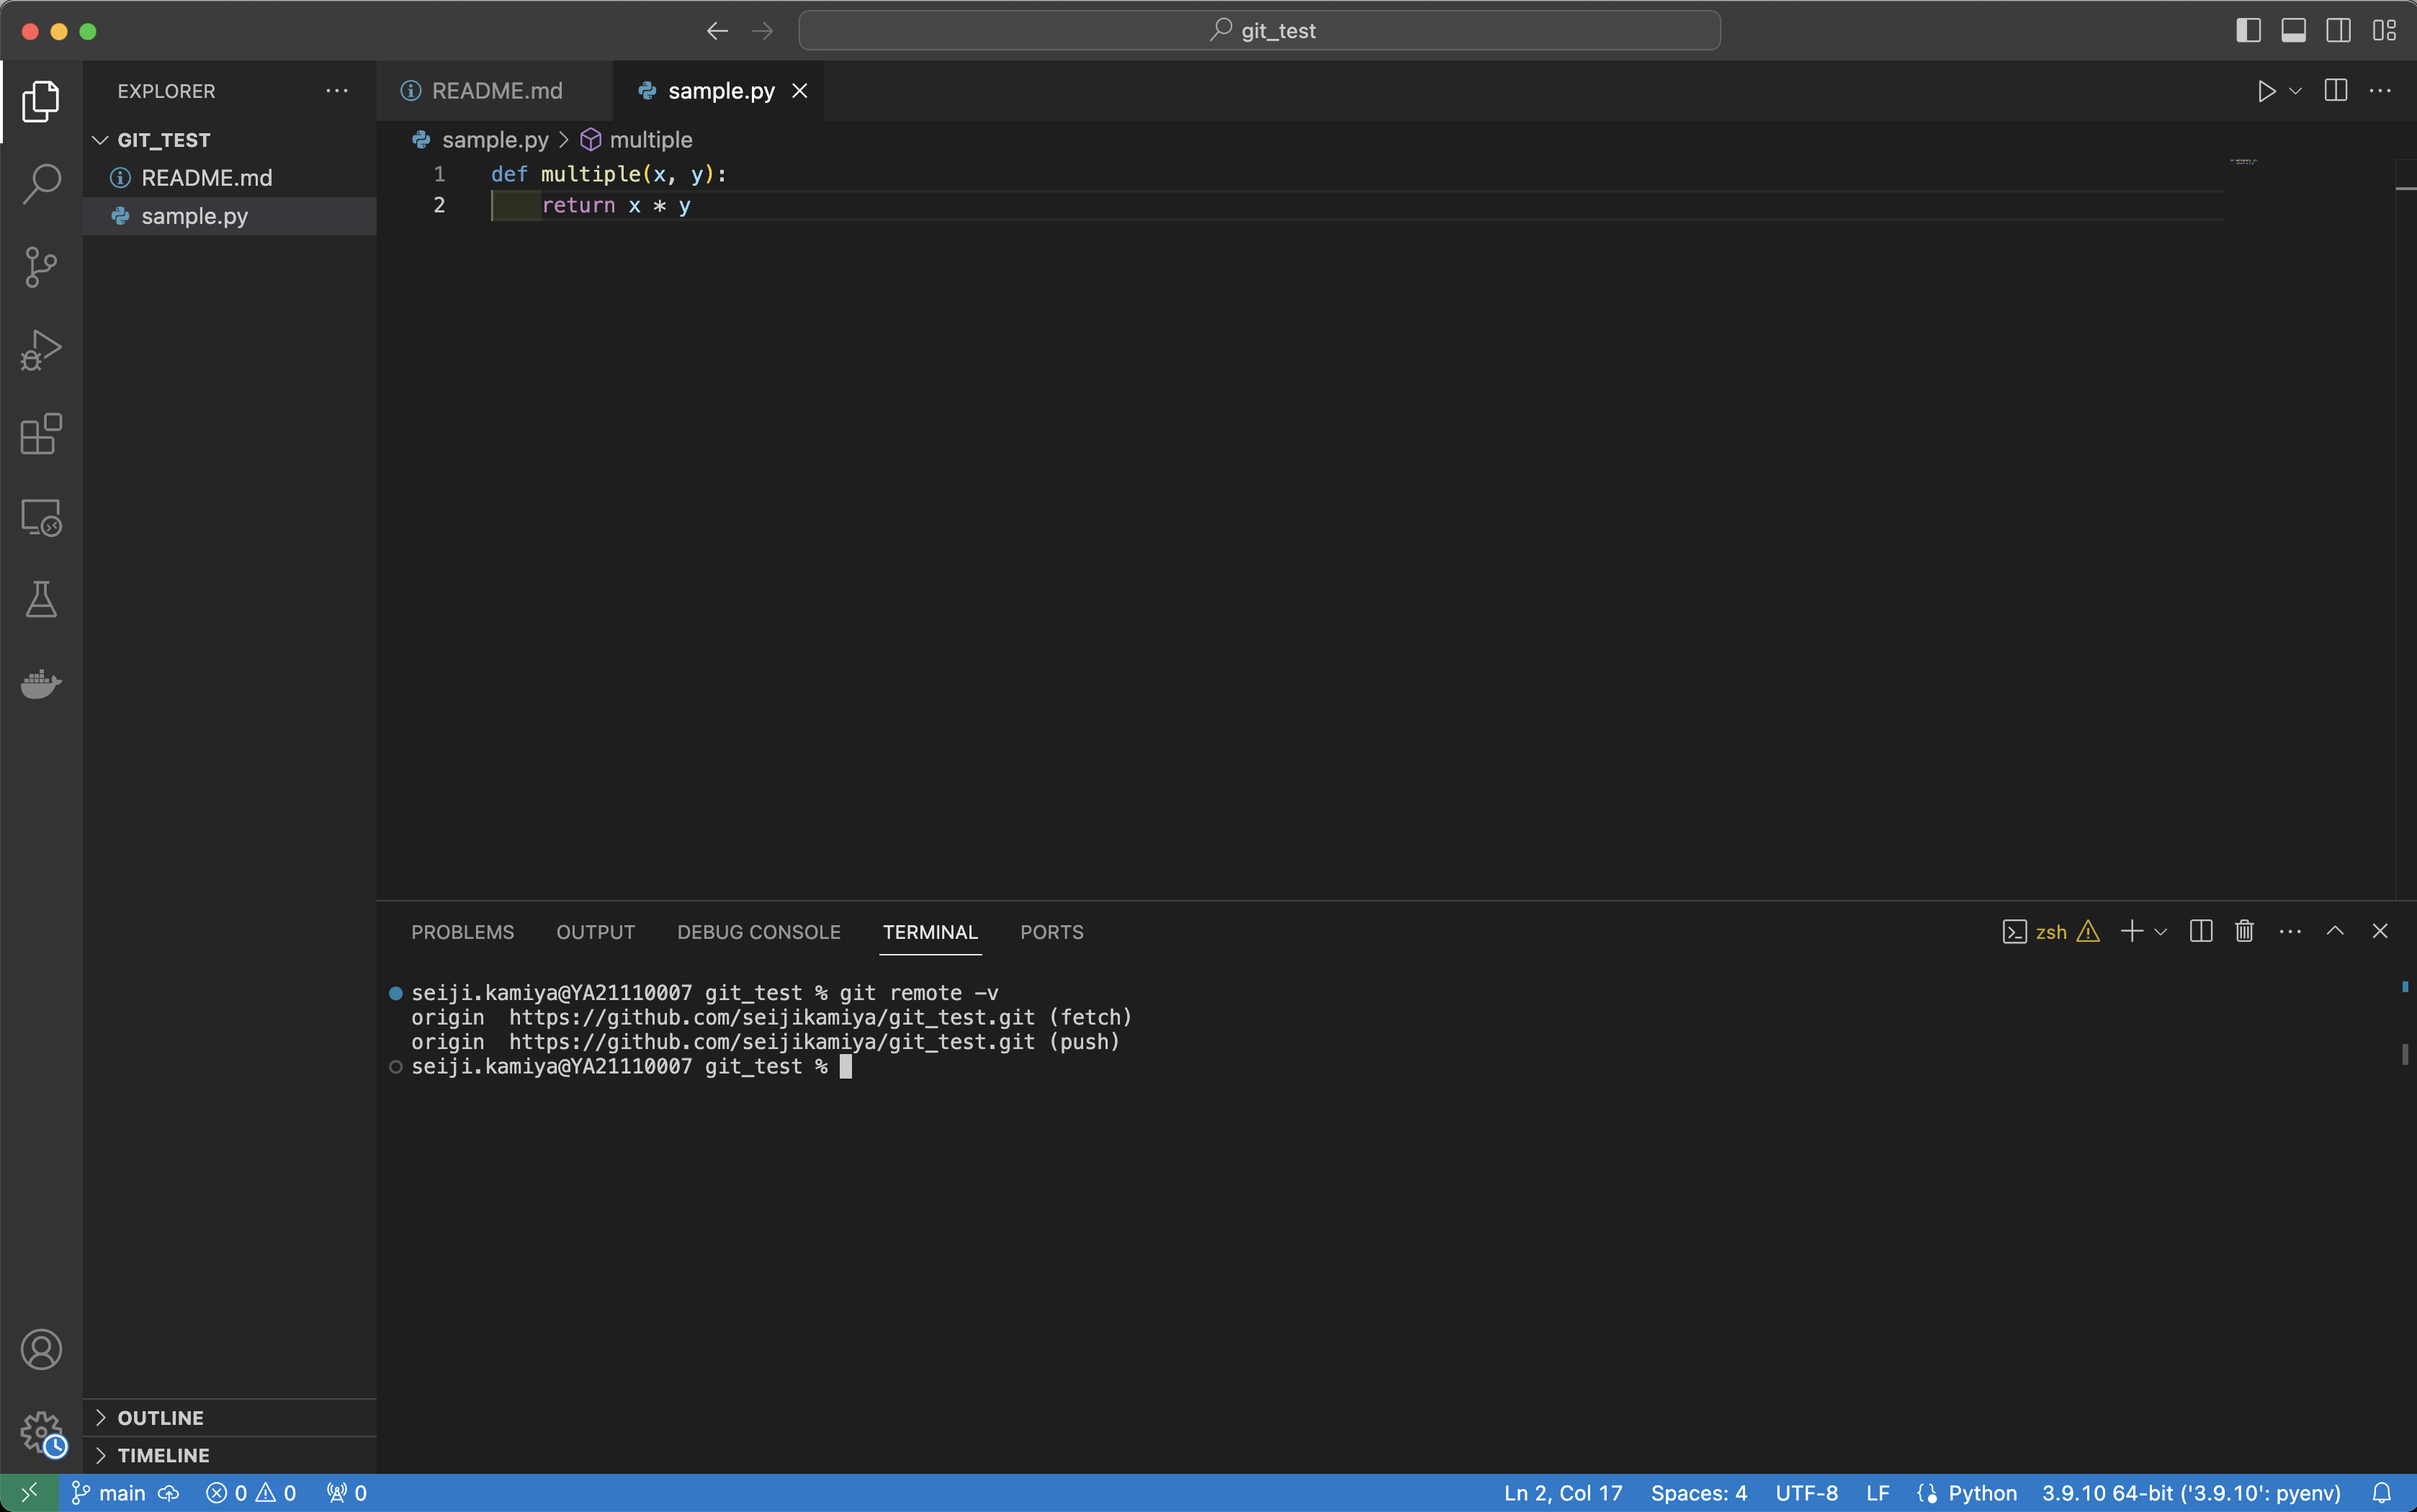 git_test
EXPLORER
README.md
sample.py
GIT_TEST
README.md
sample.py
sample.py > multiple
1 def multiple(x, y):
2     return x * y
PROBLEMS OUTPUT DEBUG CONSOLE TERMINAL PORTS
zsh
seiji.kamiya@YA21110007 git_test % git remote -v
origin  https://github.com/seijikamiya/git_test.git (fetch)
origin  https://github.com/seijikamiya/git_test.git (push)
seiji.kamiya@YA21110007 git_test %
OUTLINE
TIMELINE
main 0 0 0 Ln 2, Col 17 Spaces: 4 UTF-8 LF Python 3.9.10 64-bit ('3.9.10': pyenv)